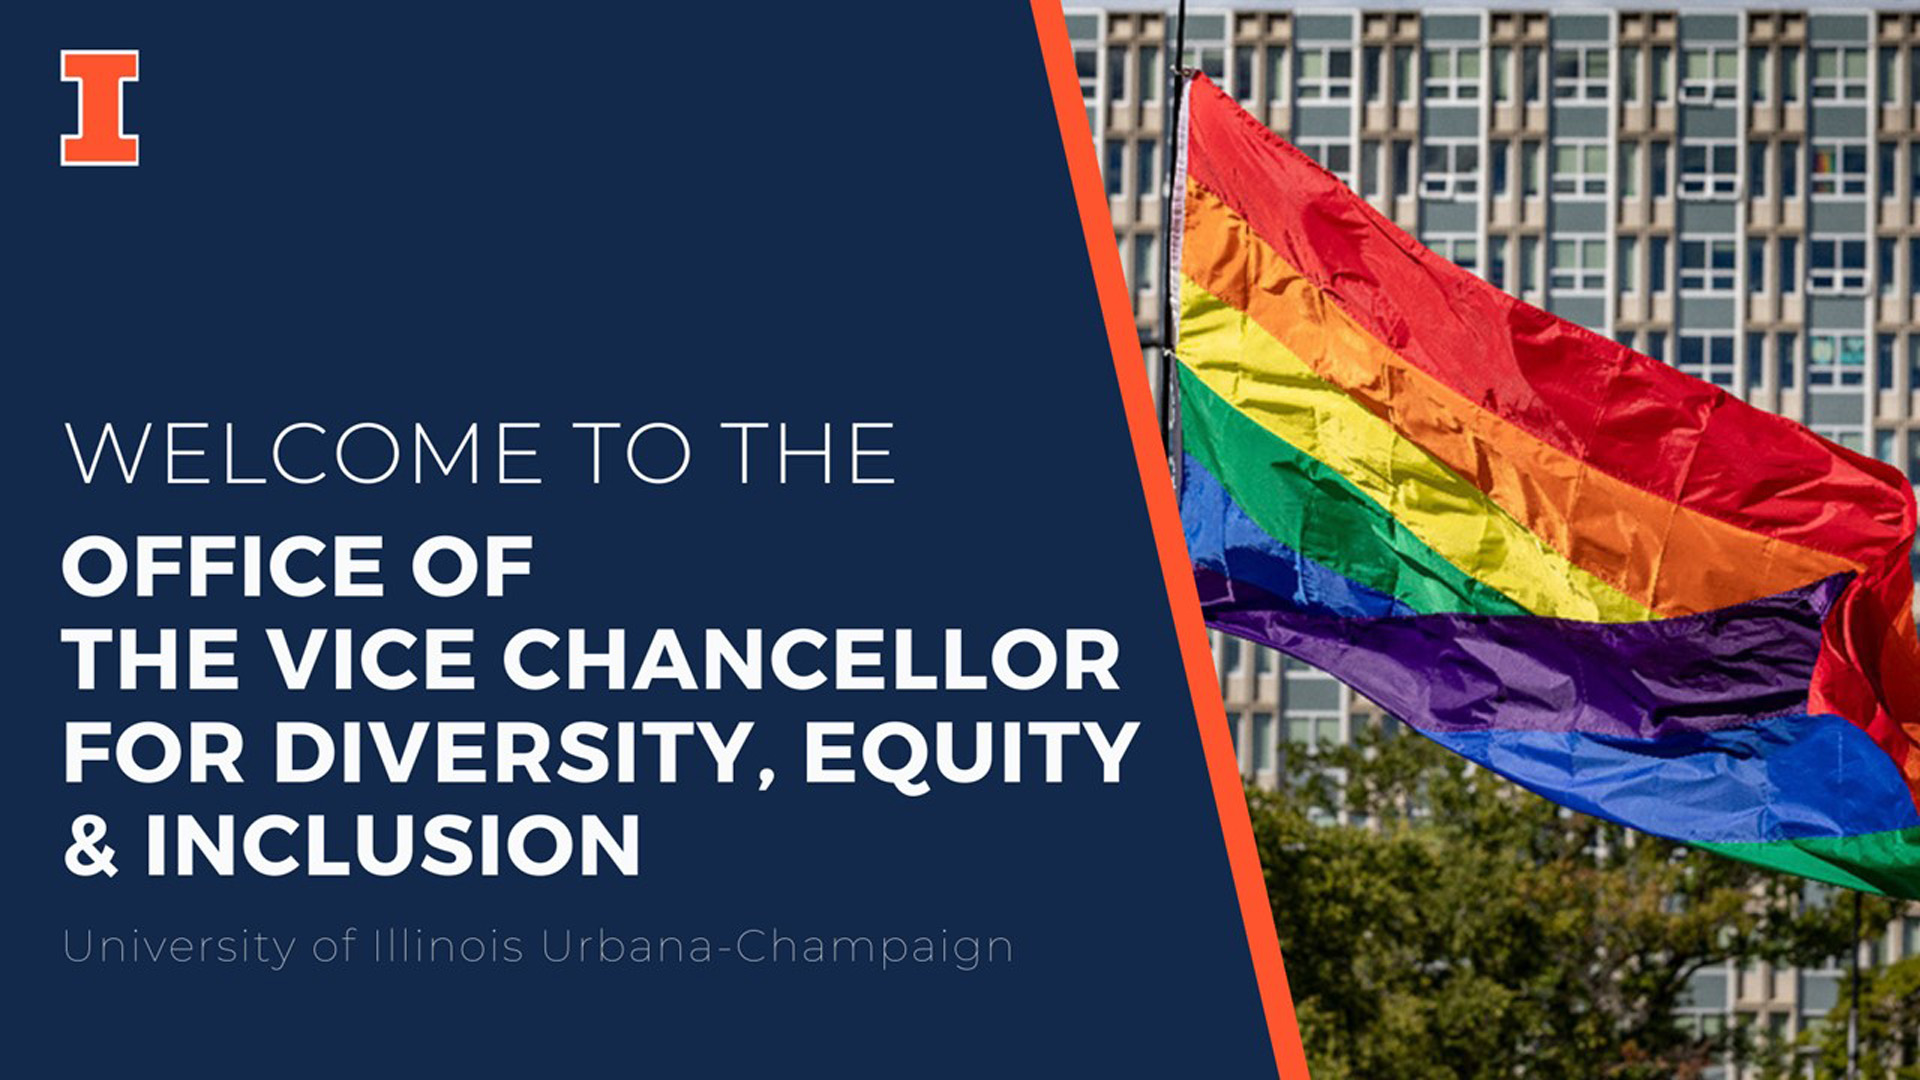 I
WELCOME TO THE
OFFICE OF
THE VICE CHANCELLOR
FOR DIVERSITY, EQUITY
& INCLUSION
University of Illinois Urbana-Champaign